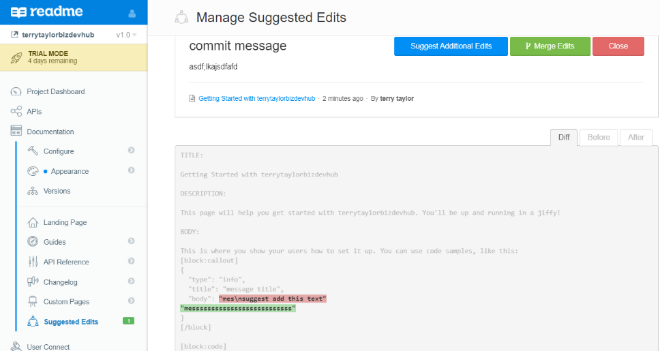 readme
Manage Suggested Edits
terrytaylorbizdevhub v1.0
TRIAL MODE
4 days remaining
commit message
Suggest Additional Edits
Merge Edits
Close
asdf,lkajsdfafd
Getting Started with terrytaylorbizdevhub · 2 minutes ago · By terry taylor
Project Dashboard
APIs
Documentation
Configure
Appearance
Versions
Landing Page
Guides
API Reference
Changelog
Custom Pages
Suggested Edits 1
User Connect
Diff Before After
TITLE:
Getting Started with terrytaylorbizdevhub
DESCRIPTION:
This page will help you get started with terrytaylorbizdevhub. You'll be up and running in a jiffy!
BODY:
This is where you show your users how to set it up. You can use code samples, like this:
[block:callout]
{
"type": "info",
"title": "message title",
"body": "mes\nsuggest add this text"
}
[/block]
[block:code]